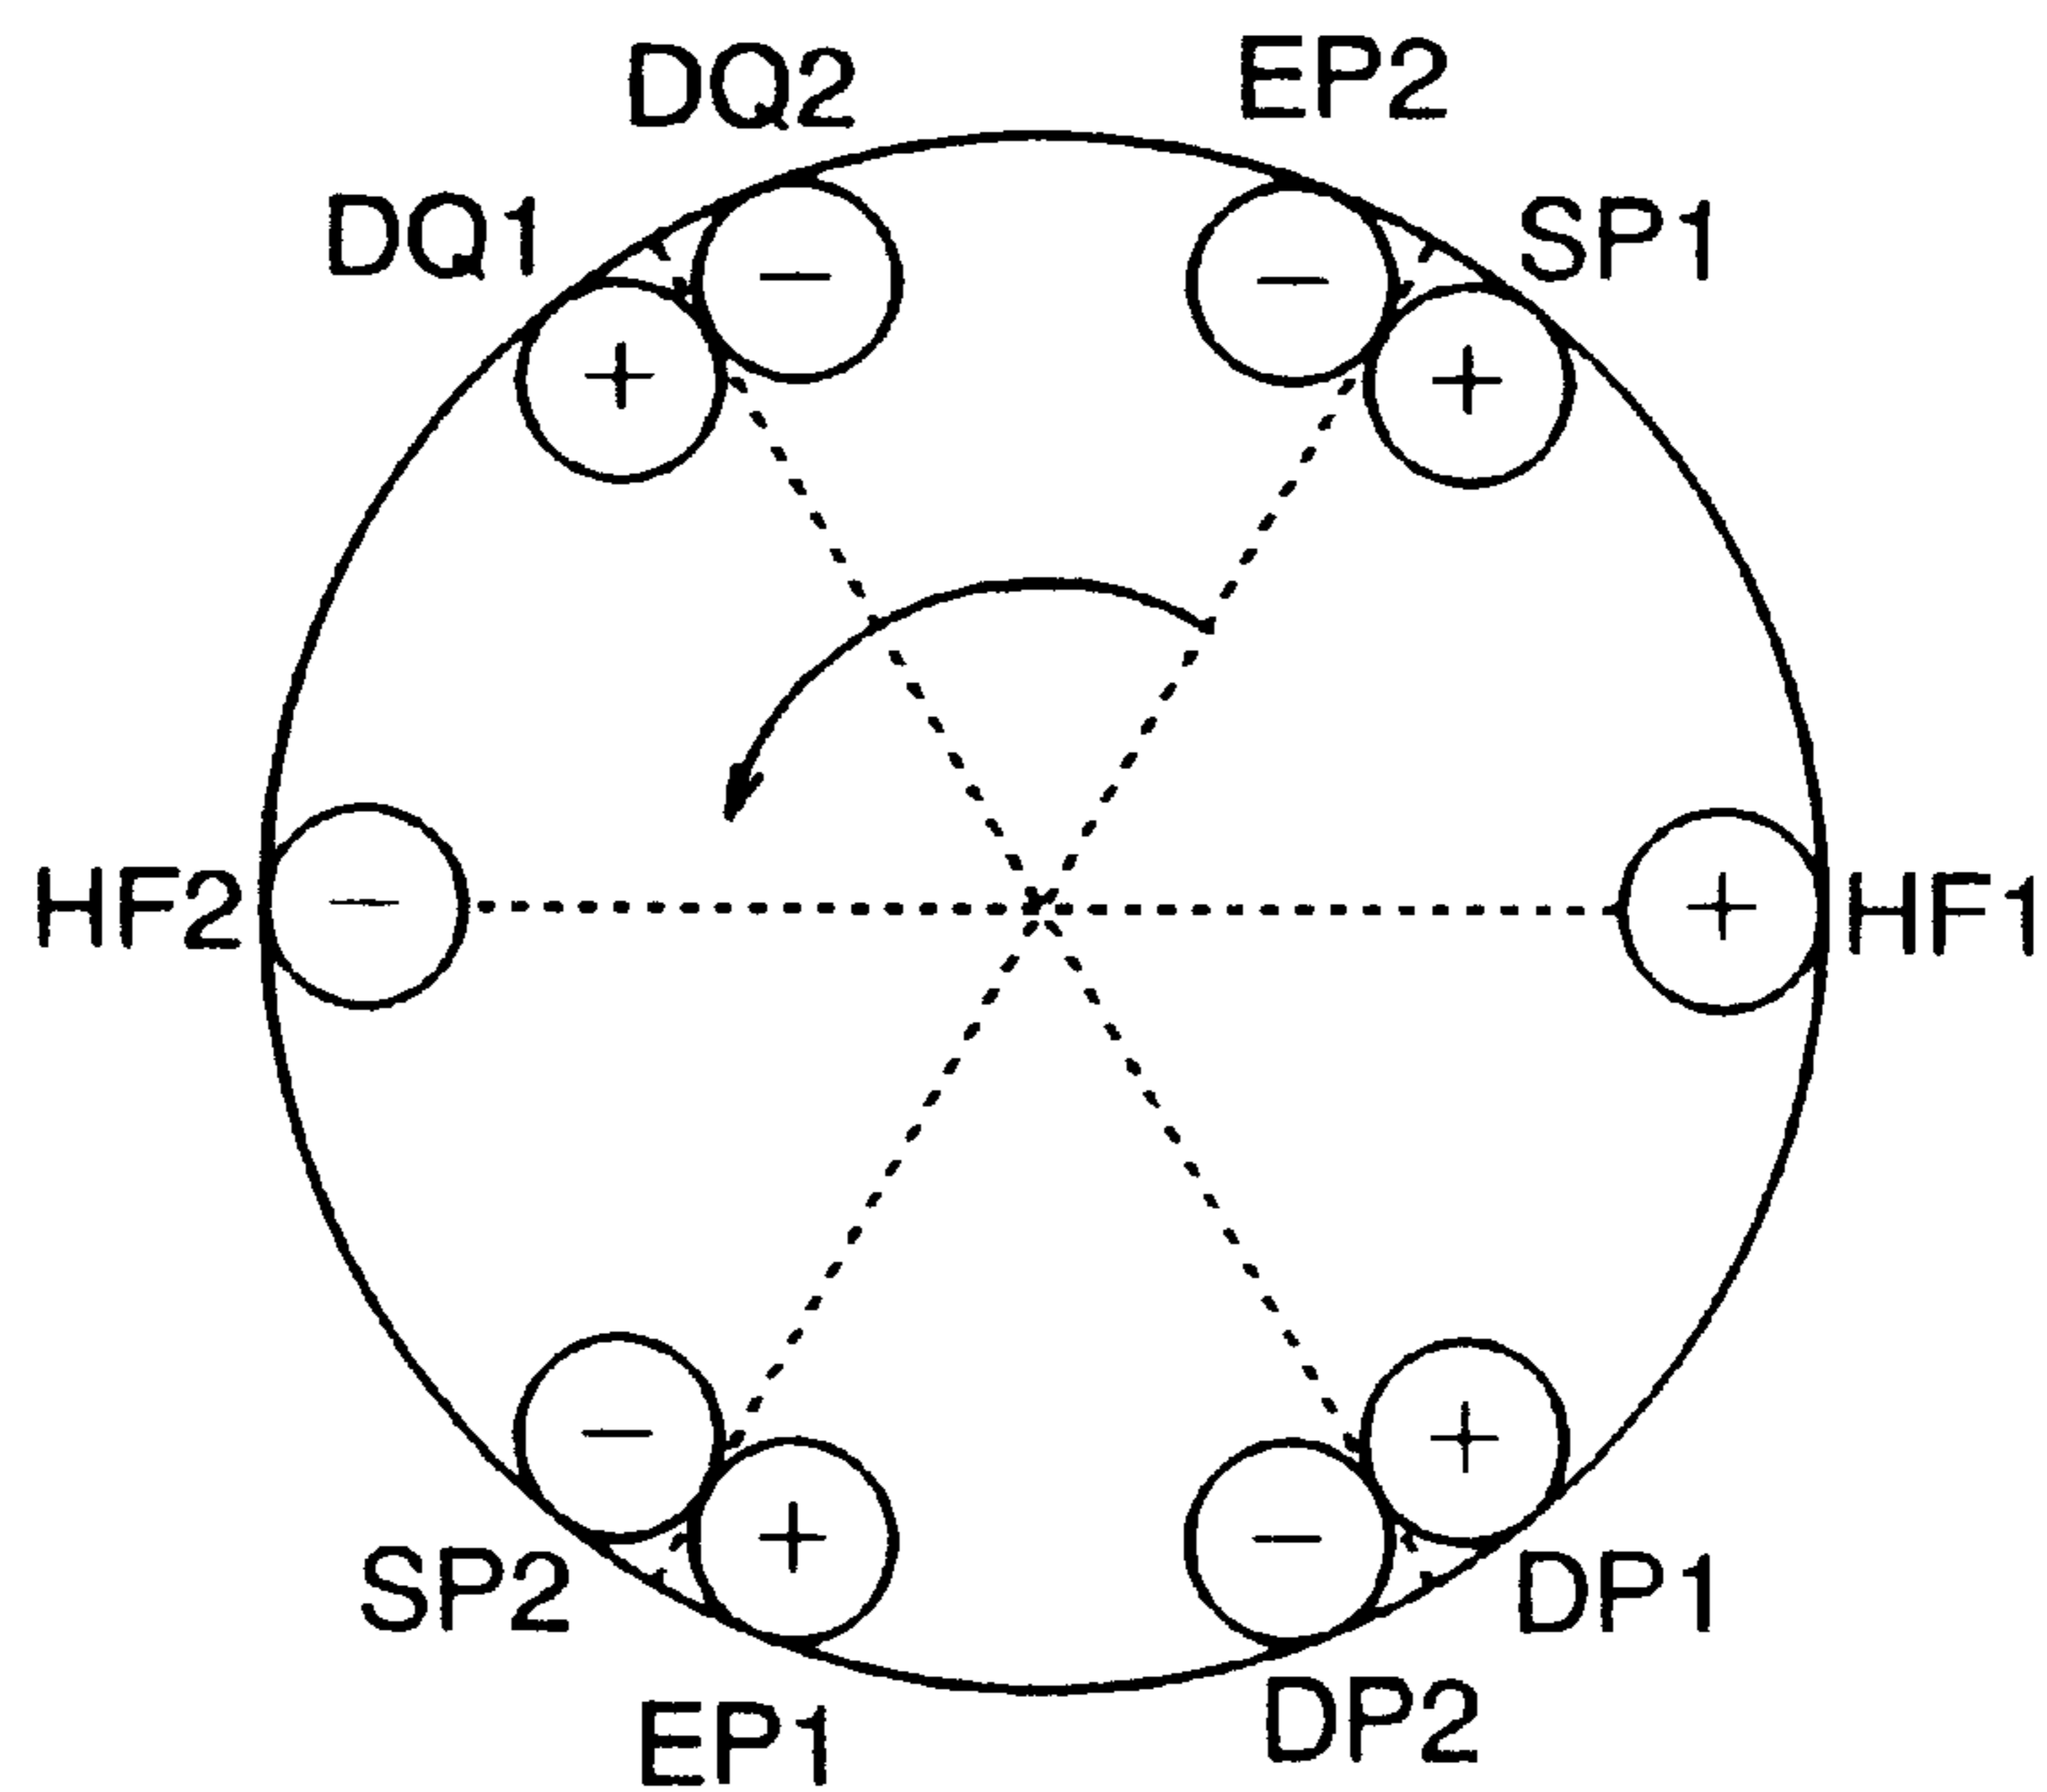 DQ2
EP2
DQ1
SP1
−
−
+
+
HF2
−
+
HF1
−
+
+
−
SP2
DP1
EP1
DP2